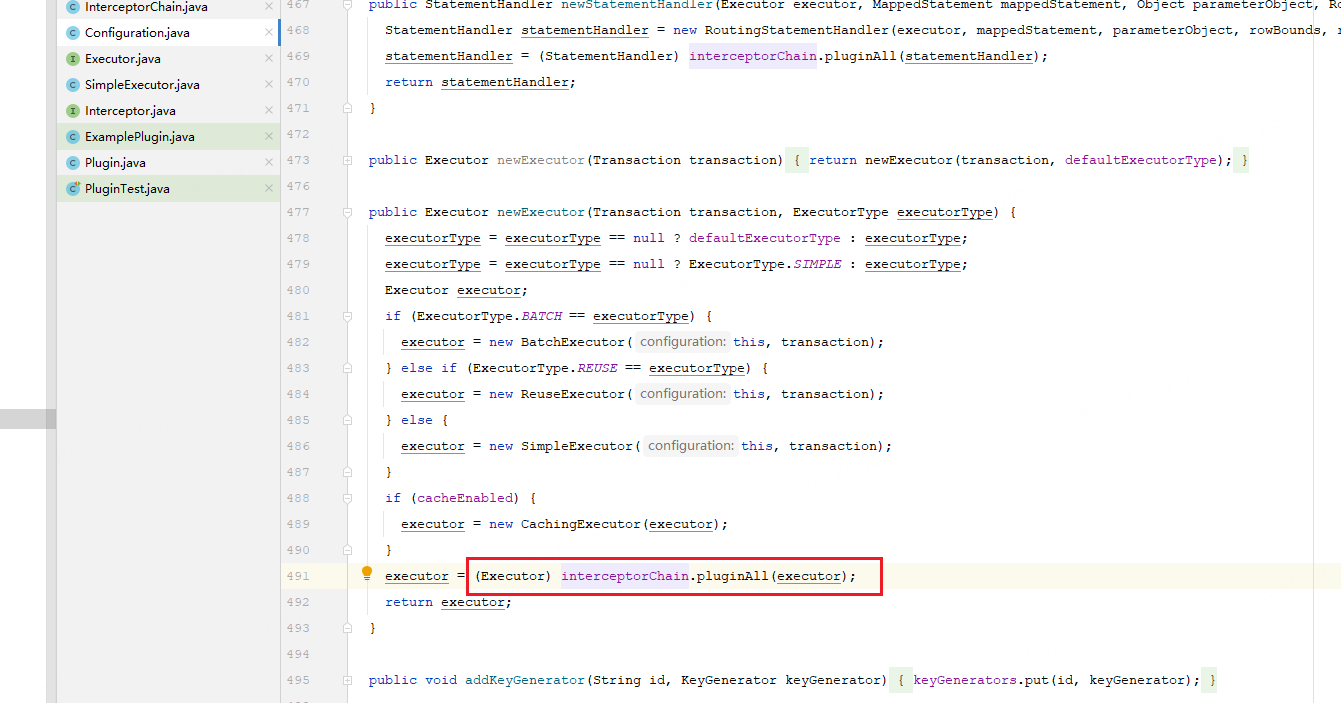 InterceptorChain.java
Configuration.java
Executor.java
SimpleExecutor.java
Interceptor.java
ExamplePlugin.java
Plugin.java
PluginTest.java
467 public StatementHandler newStatementHandler(Executor executor, MappedStatement mappedStatement, Object parameterObject,
468 StatementHandler statementHandler = new RoutingStatementHandler(executor, mappedStatement, parameterObject, rowBounds,
469 statementHandler = (StatementHandler) interceptorChain.pluginAll(statementHandler);
470 return statementHandler;
471 }
472
473 public Executor newExecutor(Transaction transaction) { return newExecutor(transaction, defaultExecutorType); }
476
477 public Executor newExecutor(Transaction transaction, ExecutorType executorType) {
478 executorType = executorType == null ? defaultExecutorType : executorType;
479 executorType = executorType == null ? ExecutorType.SIMPLE : executorType;
480 Executor executor;
481 if (ExecutorType.BATCH == executorType) {
482 executor = new BatchExecutor( configuration: this, transaction);
483 } else if (ExecutorType.REUSE == executorType) {
484 executor = new ReuseExecutor( configuration: this, transaction);
485 } else {
486 executor = new SimpleExecutor( configuration: this, transaction);
487 }
488 if (cacheEnabled) {
489 executor = new CachingExecutor(executor);
490 }
491 executor = (Executor) interceptorChain.pluginAll(executor);
492 return executor;
493 }
494
495 public void addKeyGenerator(String id, KeyGenerator keyGenerator) { keyGenerators.put(id, keyGenerator); }